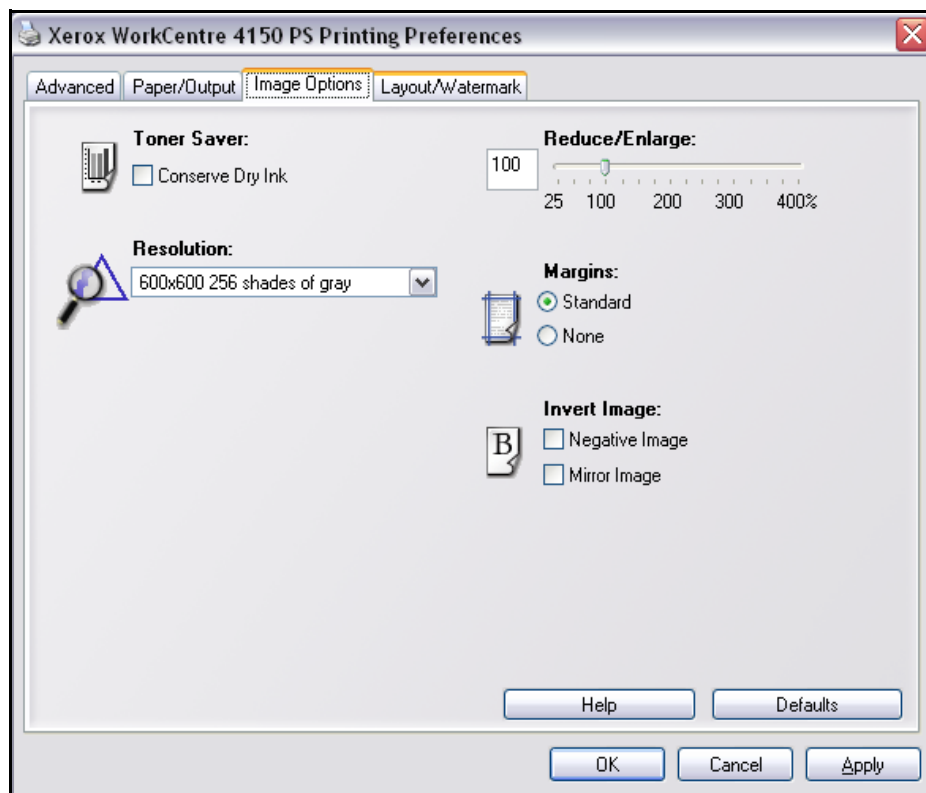 Xerox WorkCentre 4150 PS Printing Preferences
Advanced Paper/Output Image Options Layout/Watermark
Toner Saver:
Conserve Dry Ink
Resolution:
600x600 256 shades of gray
Reduce/Enlarge:
100
25 100 200 300 400%
Margins:
Standard
None
Invert Image:
B
Negative Image
Mirror Image
Help Defaults
OK Cancel Apply